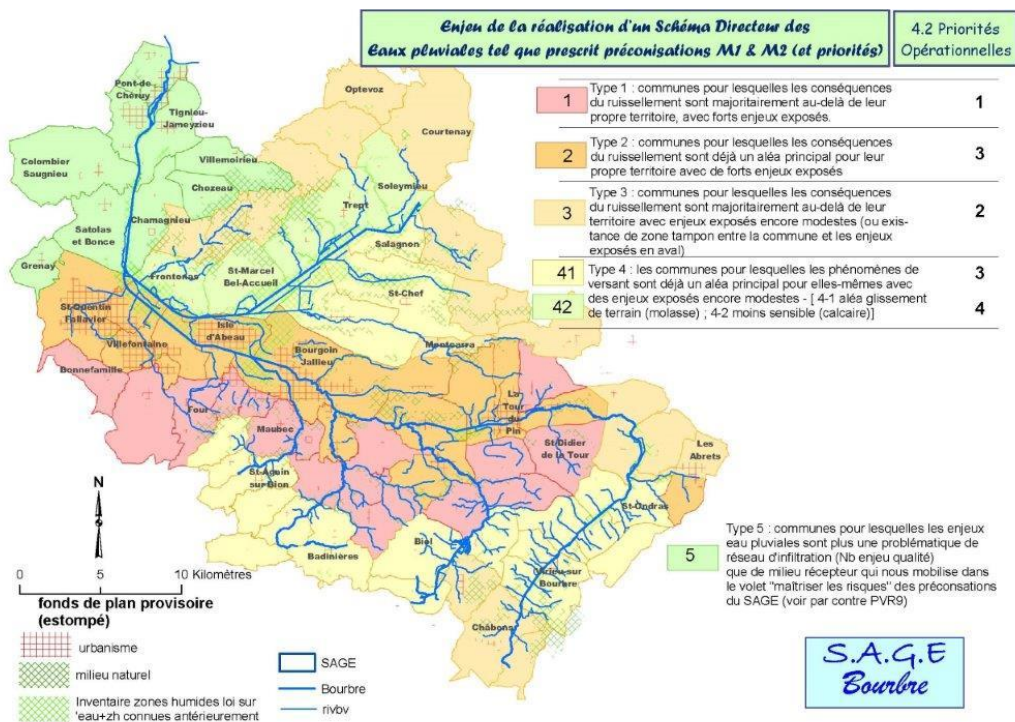 Enjeu de la réalisation d'un Schéma Directeur des
Eaux pluviales tel que prescrit préconisations M1 & M2 (et priorités)
4.2 Priorités
Opérationnelles
1
Type 1 : communes pour lesquelles les conséquences
du ruissellement sont majoritairement au-delà de leur
propre territoire, avec forts enjeux exposés.
1
2
Type 2 : communes pour lesquelles les conséquences
du ruissellement sont déjà un aléa principal pour leur
propre territoire avec de forts enjeux exposés
3
3
Type 3 : communes pour lesquelles les conséquences
du ruissellement sont majoritairement au-delà de leur
territoire avec enjeux exposés encore modestes (ou exis-
tance de zone tampon entre la commune et les enjeux
exposés en aval)
2
41
42
Type 4 : les communes pour lesquelles les phénomènes de
versant sont déjà un aléa principal pour elles-mêmes avec
des enjeux exposés encore modestes - [ 4-1 aléa glissement
de terrain (molasse) ; 4-2 moins sensible (calcaire)]
3
4
5
Type 5 : communes pour lesquelles les enjeux
eau pluviales sont plus une problématique de
réseau d'infiltration (Nb enjeu qualité)
que de milieu récepteur qui nous mobilise dans
le volet "maîtriser les risques" des préconsations
du SAGE (voir par contre PVR9)
Pont-de
Chéruy
Tignieu-
Jameyzieu
Optevoz
Courtenay
Colombier
Saugnieu
Villemoirieu
Chozeau
Soleymieu
Trept
Chamagnieu
Satolas
et Bonce
Salagnon
Grenay
Frontonas
St-Marcel
Bel-Accueil
St-Chef
St-Quentin
Fallavier
Isle
d'Abeau
Villefontaine
Bourgoin
Jallieu
Montcarra
Bonnefamille
Four
Maubec
La
Tour
du
Pin
St-Didier
de la Tour
Les
Abrets
St-Agnin
sur Bion
St-Ondras
Badinières
Biol
Virieu-sur
Bourbre
Châbons
N
0 5 10 Kilomètres
fonds de plan provisoire
(estompé)
urbanisme
milieu naturel
Inventaire zones humides loi sur
'eau+zh connues antérieurement
SAGE
Bourbre
rivbv
S.A.G.E
Bourbre